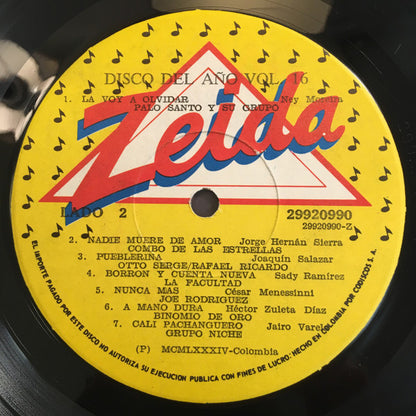 DISCO DEL AÑO VOL. 16
1. LA VOY A OLVIDAR Ney Moreira
PALO SANTO Y SU GRUPO
Zeida
LADO 2 29920990
29920990-Z
2. NADIE MUERE DE AMOR Jorge Hernán Sierra
COMBO DE LAS ESTRELLAS
3. PUEBLERINA Joaquín Salazar
OTTO SERGE/RAFAEL RICARDO
4. BORBON Y CUENTA NUEVA Sady Ramírez
LA FACULTAD
5. NUNCA MAS César Menessinni
JOE RODRIGUEZ
6. A MANO DURA Héctor Zuleta Díaz
BINOMIO DE ORO
7. CALI PACHANGUERO Jairo Varela
GRUPO NICHE
(P) MCMLXXXIV-Colombia
EL IMPORTE PAGADO POR ESTE DISCO NO AUTORIZA SU EJECUCION PUBLICA CON FINES DE LUCRO: HECHO EN COLOMBIA POR CODISCOS S.A.